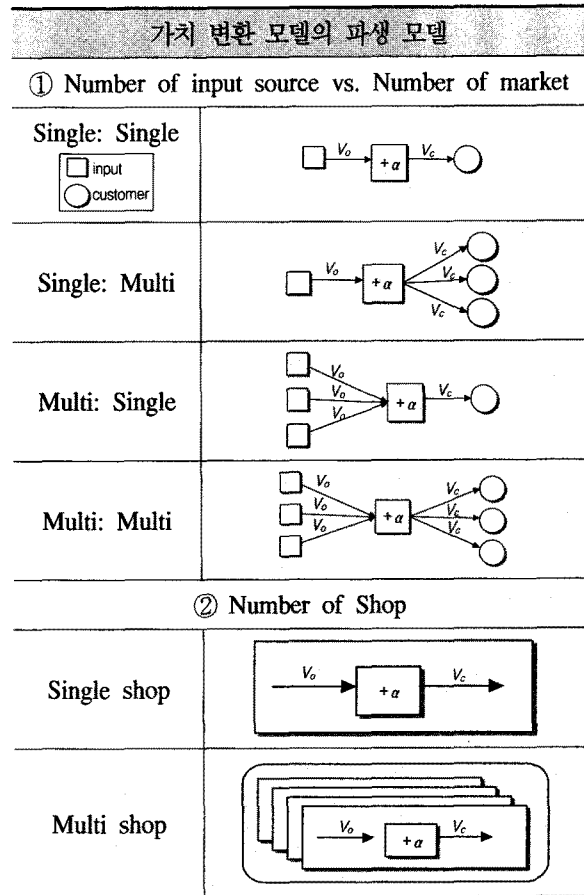 가치 변환 모델의 파생 모델
① Number of input source vs. Number of market
Single: Single
input
customer
Vo
+α
Vc
Single: Multi
Vo
+α
Vc
Vc
Vc
Multi: Single
Vo
Vo
Vo
+α
Vc
Multi: Multi
Vo
Vo
Vo
+α
Vc
Vc
Vc
② Number of Shop
Single shop
Vo
+α
Vc
Multi shop
Vo
+α
Vc